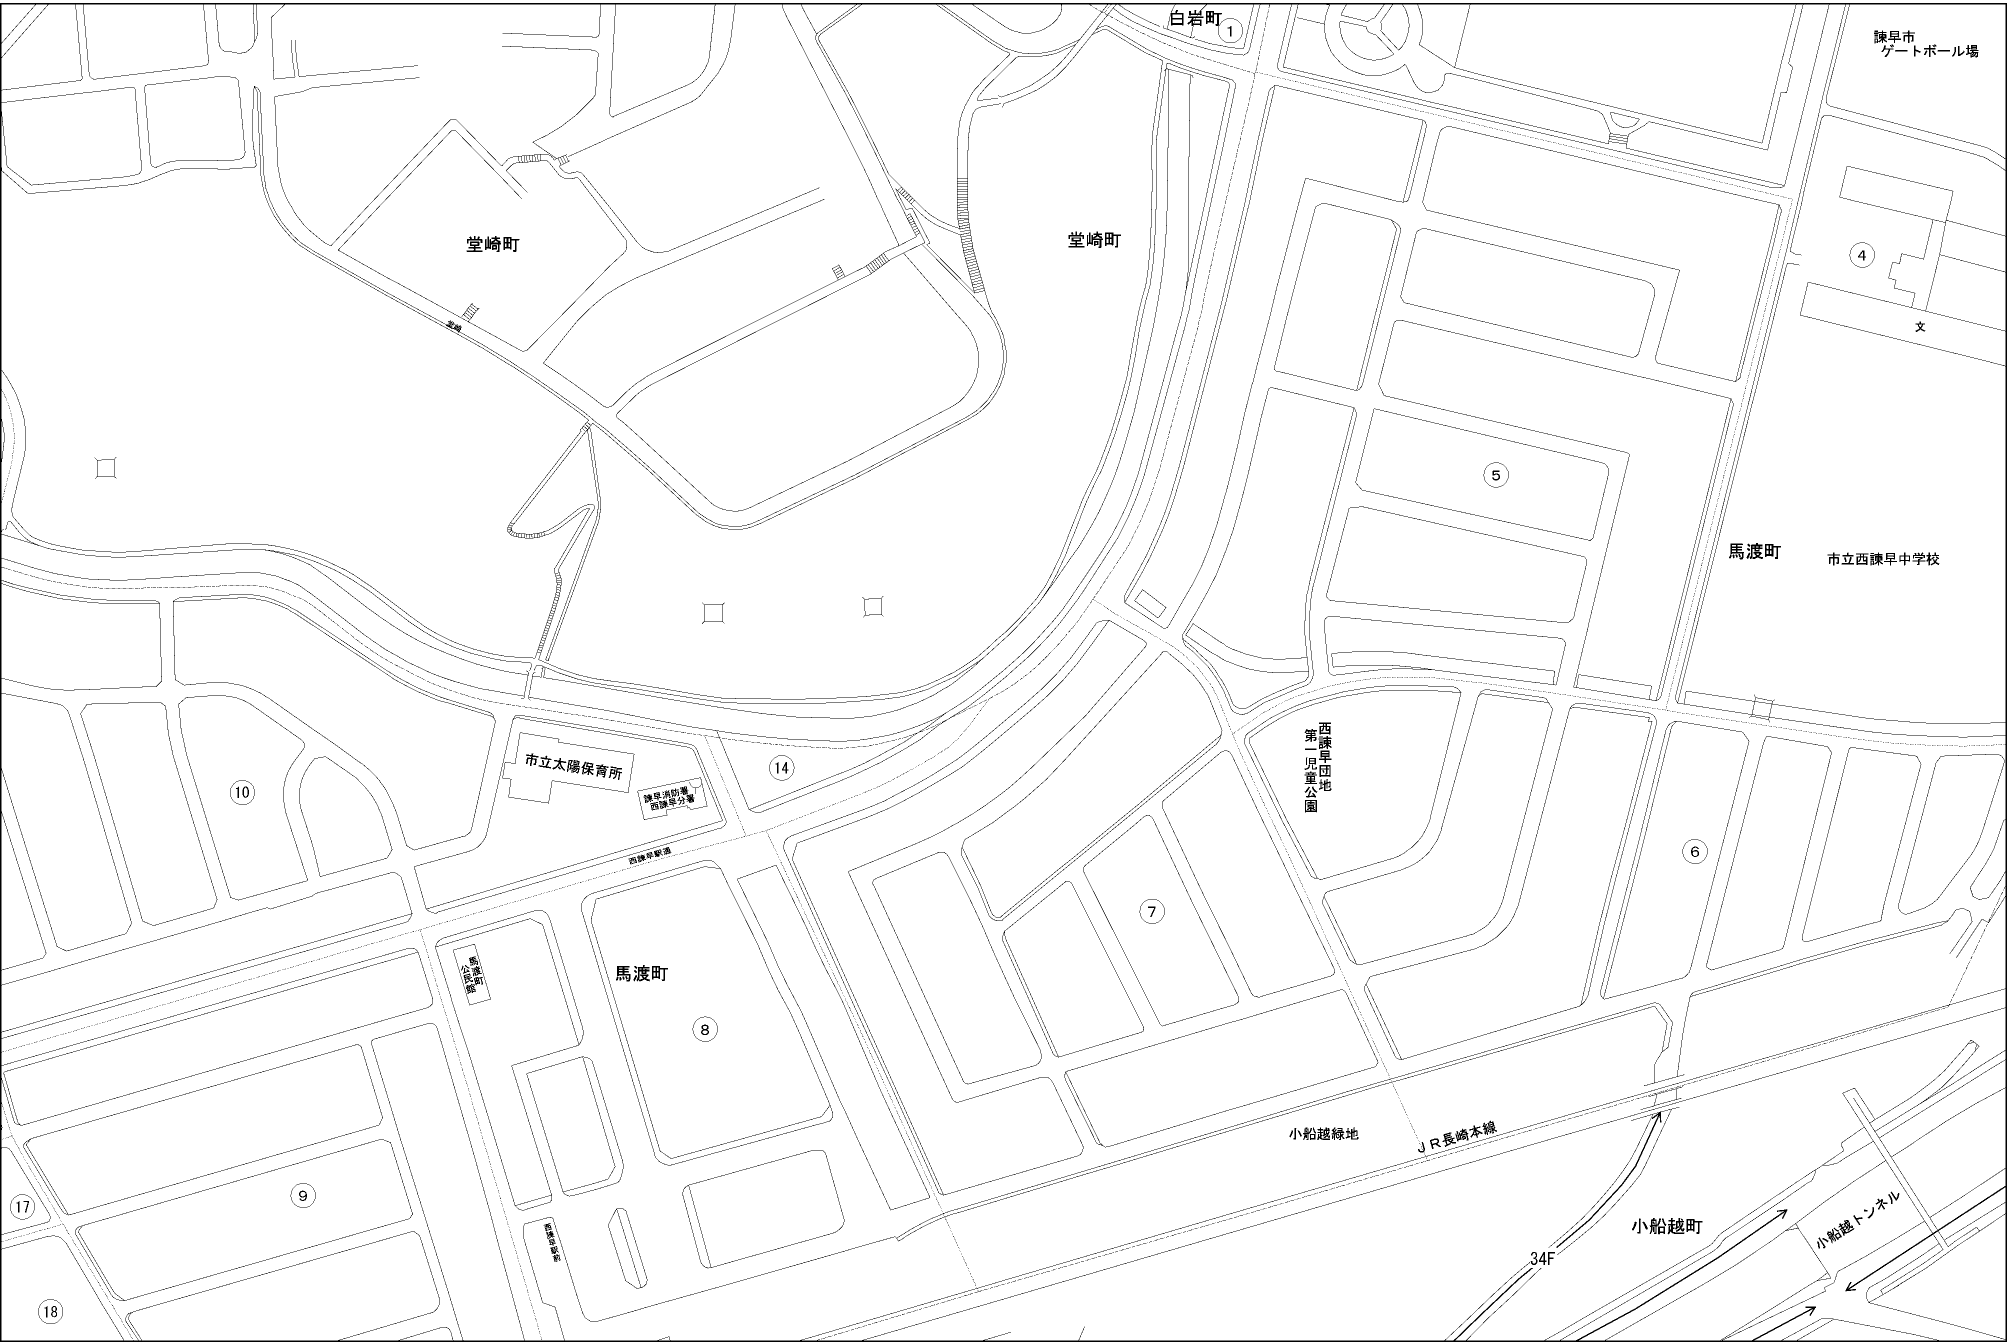 白岩町
1
諫早市
ゲートボール場
堂崎町
堂崎町
4
文
堂崎
5
馬渡町
市立西諫早中学校
西諫早団地
第一児童公園
市立太陽保育所
14
10
諫早消防署
西諫早分署
西諫早駅通
6
7
馬渡町
公民館
馬渡町
8
小船越緑地
ＪＲ長崎本線
9
17
小船越町
小船越トンネル
西諫早駅前
34F
18